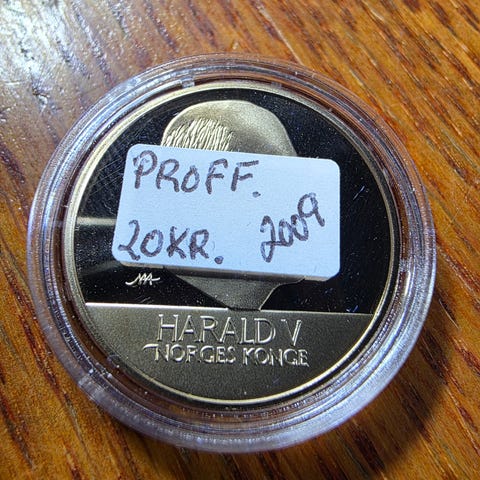 PROFF.
20KR. 2009
HARALD V
NORGES KONGE